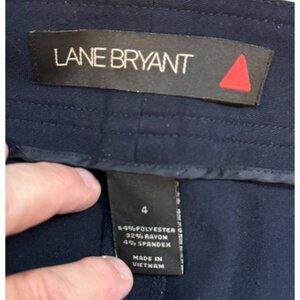 LANE BRYANT
4
64% POLYESTER
32% RAYON
4% SPANDEX
MADE IN
VIETNAM